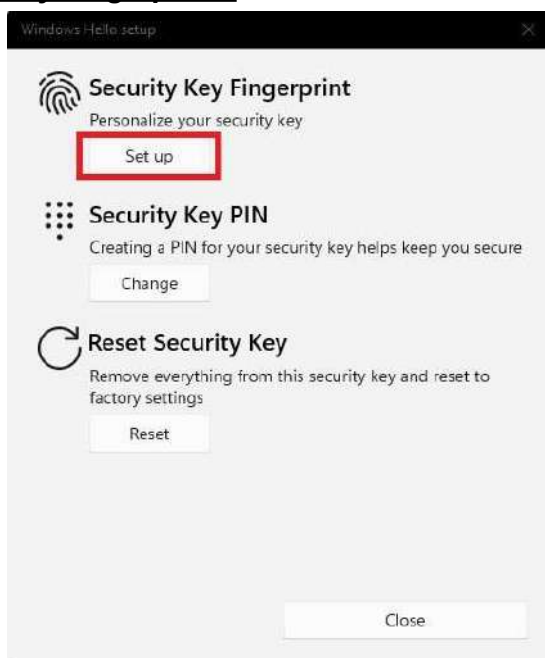 Windows Hello setup
Security Key Fingerprint
Personalize your security key
Set up
Security Key PIN
Creating a PIN for your security key helps keep you secure
Change
Reset Security Key
Remove everything from this security key and reset to
factory settings
Reset
Close